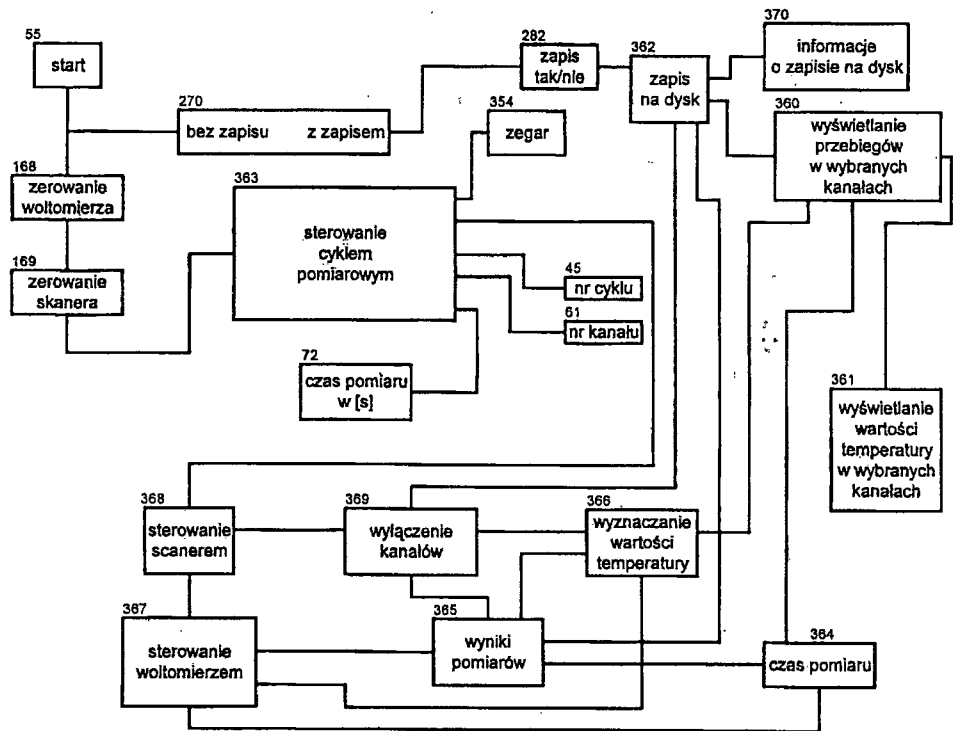 55
start
270
bez zapisu z zapisem
282
zapis
tak/nie
362
zapis
na dysk
370
informacje
o zapisie na dysk
354
zegar
360
wyświetlanie
przebiegów
w wybranych
kanałach
168
zerowanie
woltomierza
363
sterowanie
cyklem
pomiarowym
169
zerowanie
skanera
45
nr cyklu
61
nr kanału
72
czas pomiaru
w [s]
361
wyświetlanie
wartości
temperatury
w wybranych
kanałach
368
sterowanie
scanerem
369
wyłączenie
kanałów
366
wyznaczanie
wartości
temperatury
367
sterowanie
woltomierzem
365
wyniki
pomiarów
364
czas pomiaru